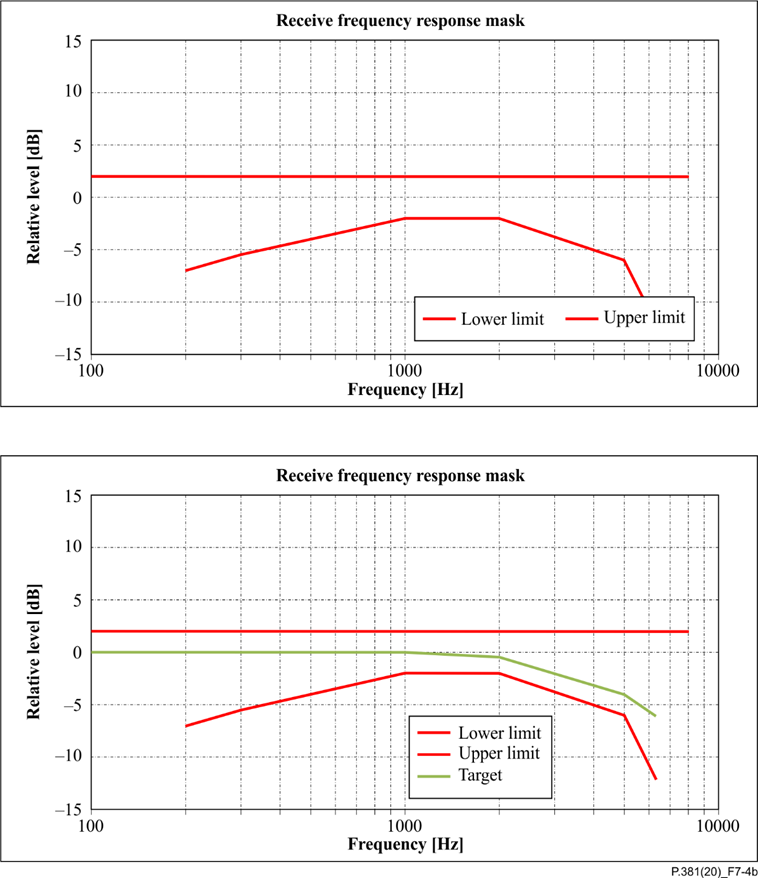 Receive frequency response mask
15
10
5
0
–5
–10
–15
Relative level [dB]
100
1000
10000
Frequency [Hz]
Lower limit
Upper limit
Receive frequency response mask
15
10
5
0
–5
–10
–15
Relative level [dB]
100
1000
10000
Frequency [Hz]
Lower limit
Upper limit
Target
P.381(20)_F7-4b